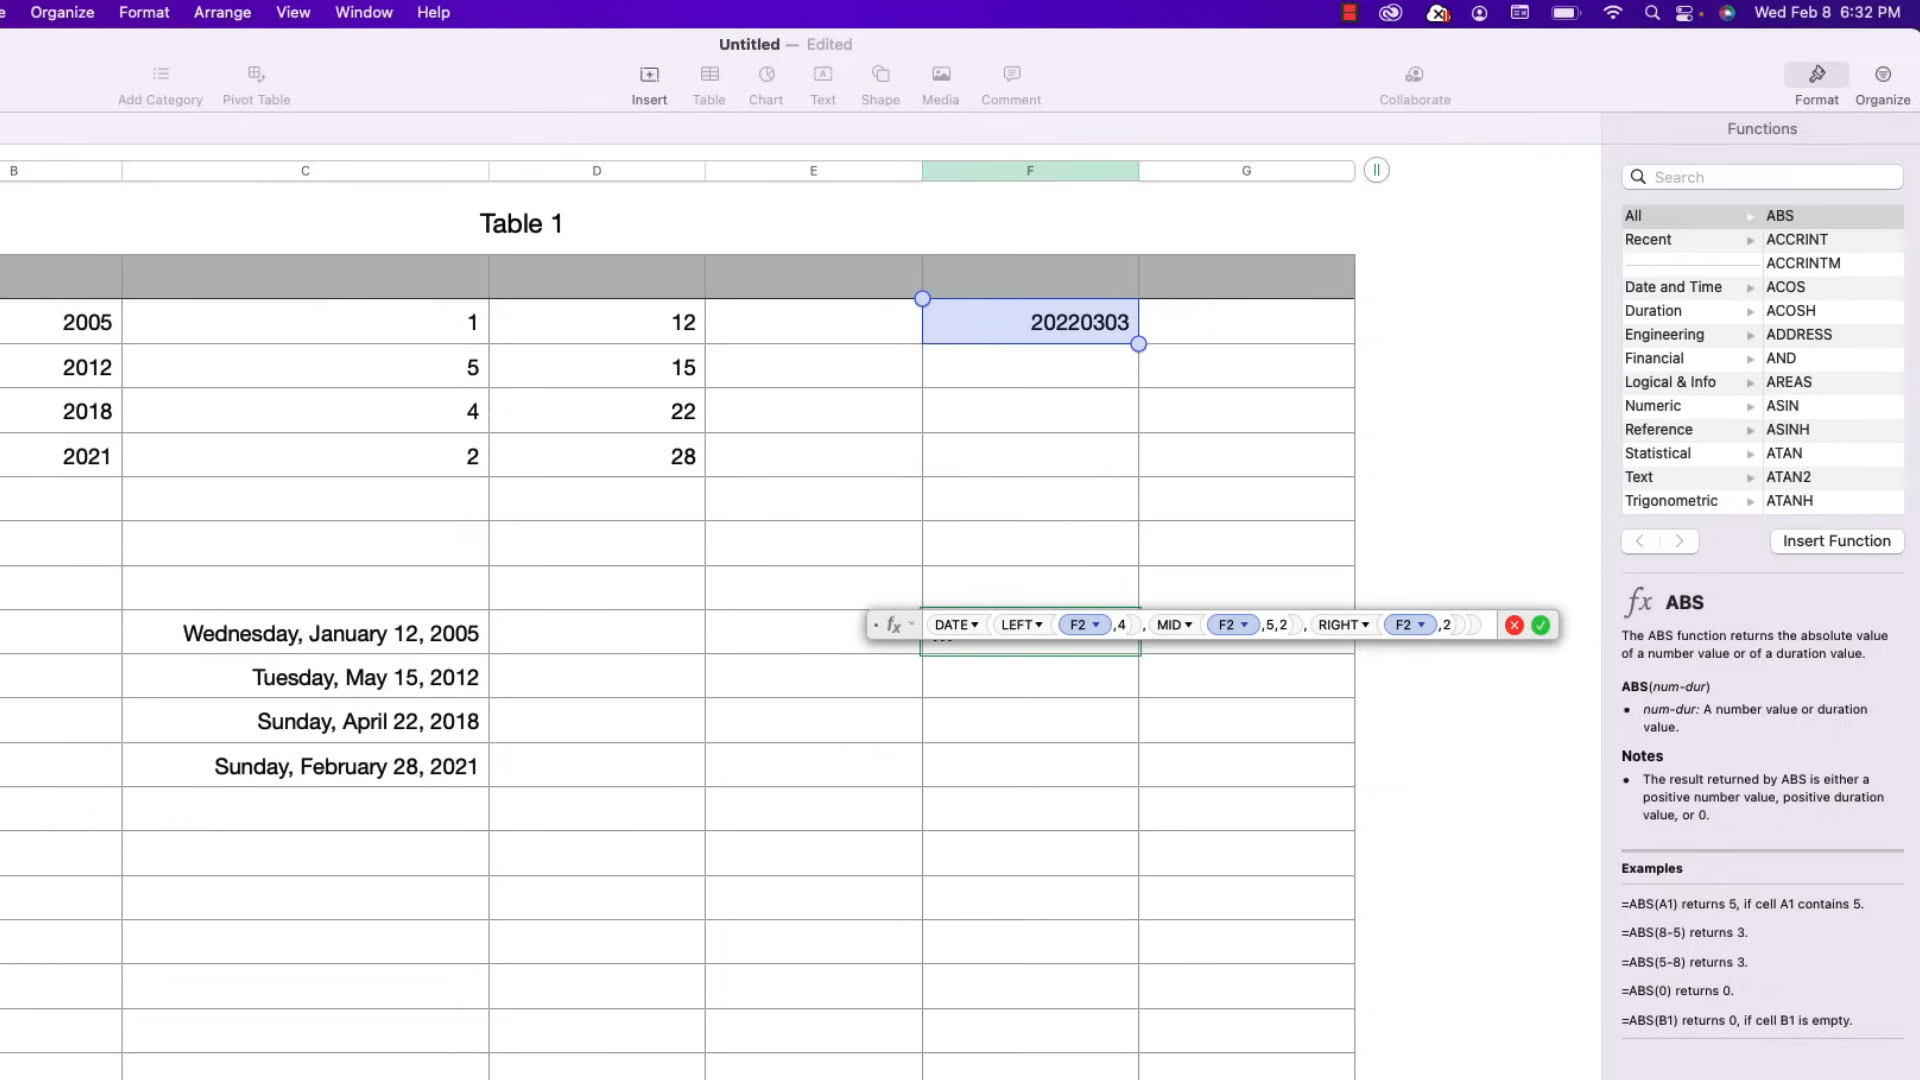 e Organize Format Arrange View Window Help Wed Feb 8 6:32 PM
Untitled — Edited
Add Category Pivot Table Insert Table Chart Text Shape Media Comment Collaborate Format Organize
Functions
B C D E F G
Search
Table 1
All ABS
Recent ACCRINT
ACCRINTM
Date and Time ACOS
Duration ACOSH
Engineering ADDRESS
Financial AND
Logical & Info AREAS
Numeric ASIN
Reference ASINH
Statistical ATAN
Text ATAN2
Trigonometric ATANH
2005 1 12 20220303
2012 5 15
2018 4 22
2021 2 28
Insert Function
fx ABS
The ABS function returns the absolute value
of a number value or of a duration value.
ABS(num-dur)
• num-dur: A number value or duration
value.
Notes
• The result returned by ABS is either a
positive number value, positive duration
value, or 0.
Examples
=ABS(A1) returns 5, if cell A1 contains 5.
=ABS(8-5) returns 3.
=ABS(5-8) returns 3.
=ABS(0) returns 0.
=ABS(B1) returns 0, if cell B1 is empty.
fx DATE LEFT F2 ,4 , MID F2 ,5,2 , RIGHT F2 ,2
Wednesday, January 12, 2005
Tuesday, May 15, 2012
Sunday, April 22, 2018
Sunday, February 28, 2021